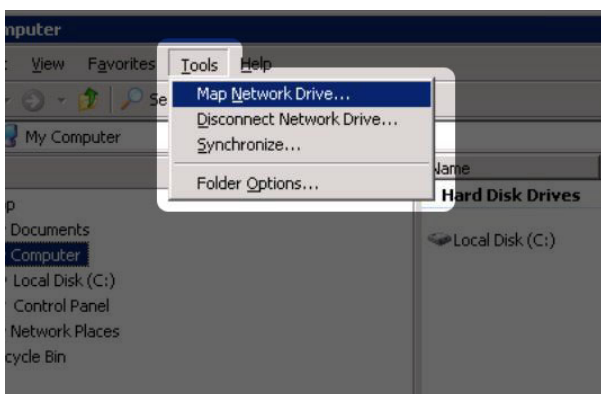 mputer
View Favorites Tools Help
Se
Map Network Drive...
Disconnect Network Drive...
Synchronize...
Folder Options...
My Computer
Name
Hard Disk Drives
Local Disk (C:)
p
Documents
Computer
Local Disk (C:)
Control Panel
Network Places
cycle Bin